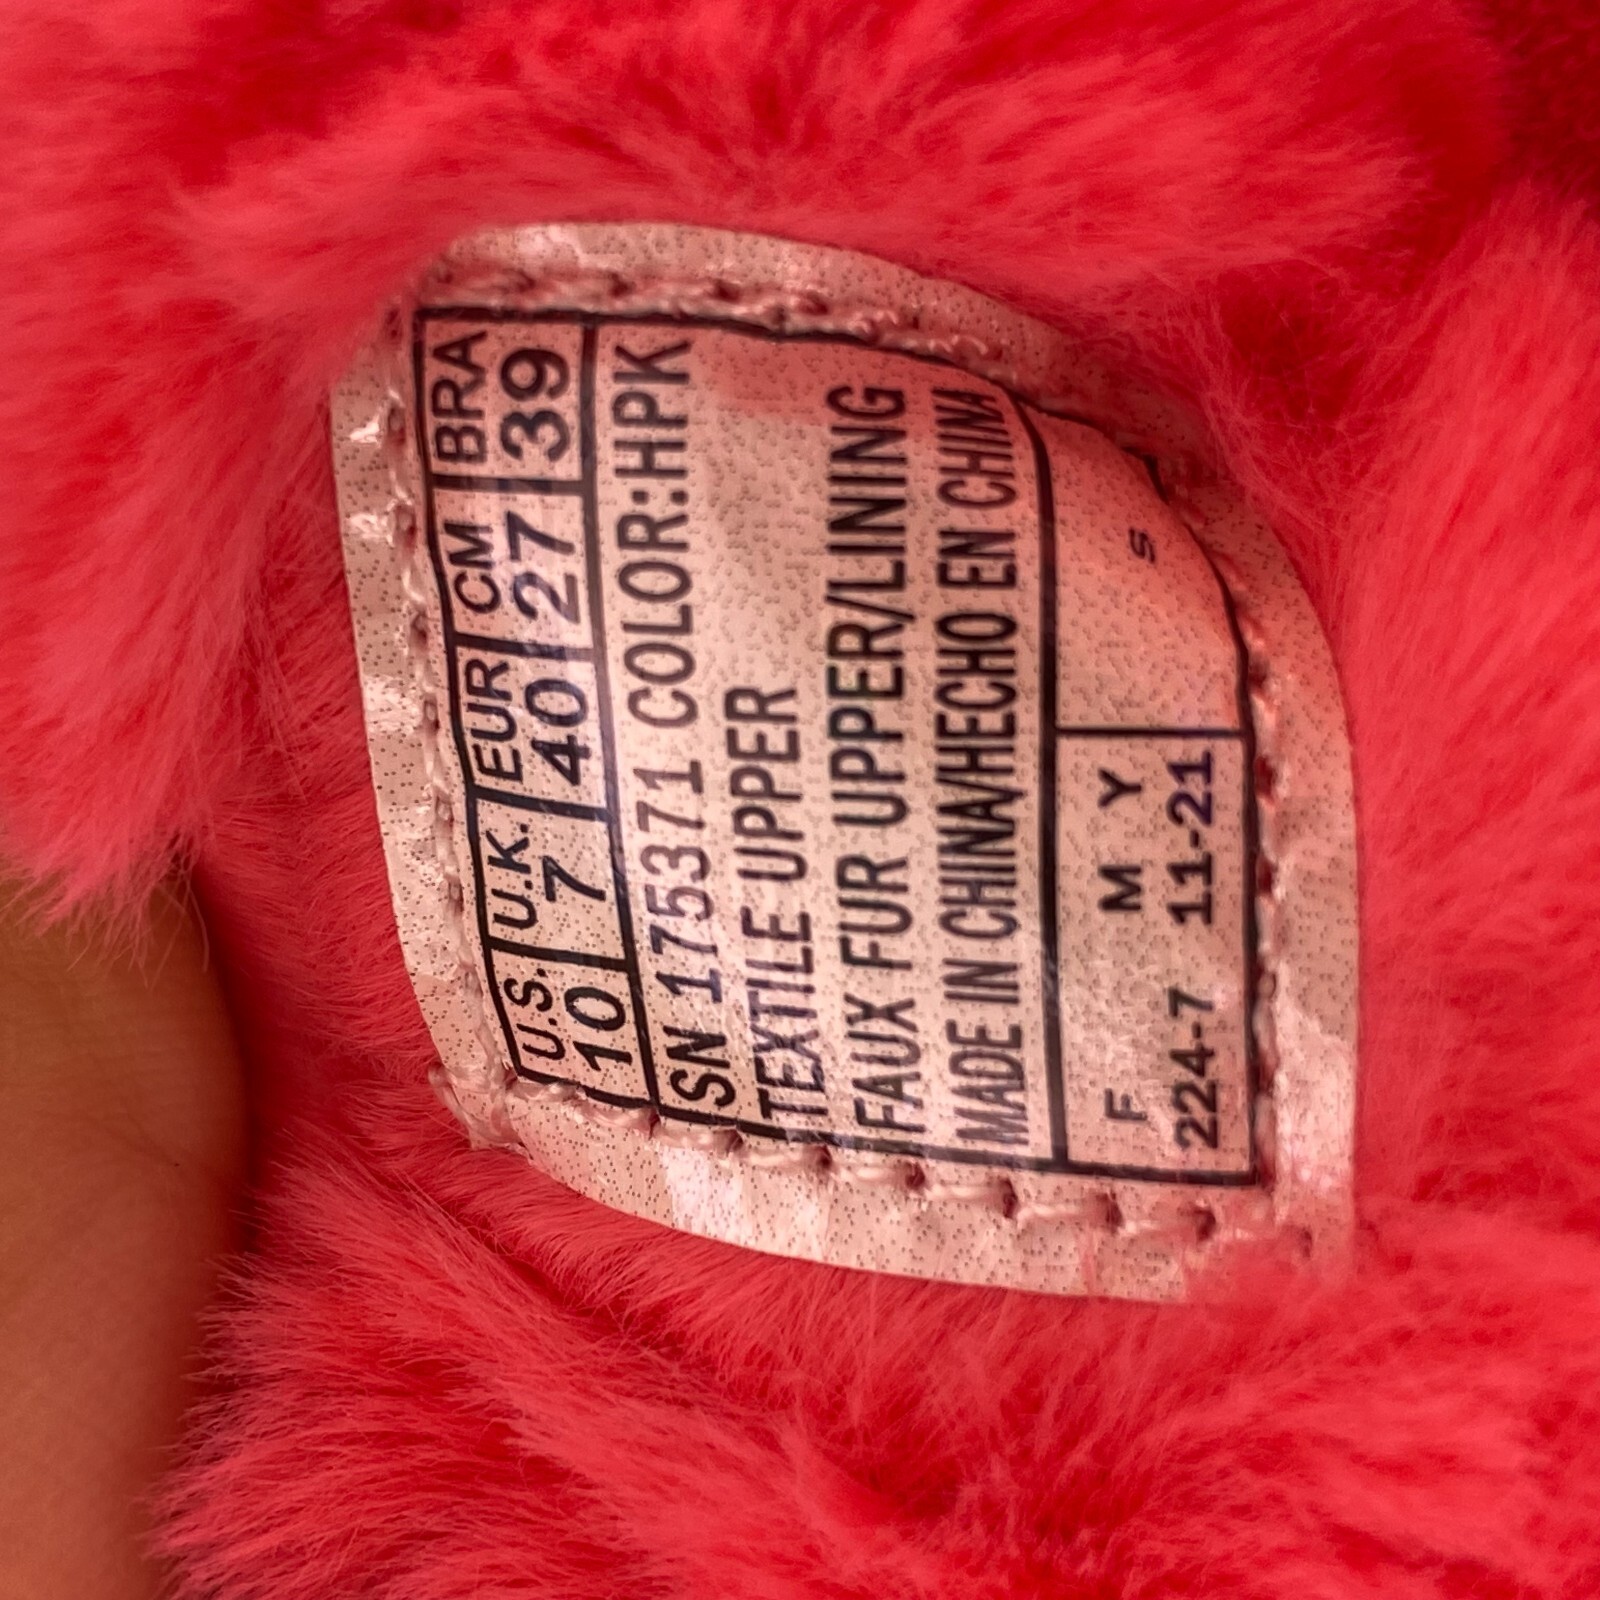 U.S. U.K. EUR CM BRA
10 7 40 27 39
SN 175371 COLOR:HPK
TEXTILE UPPER
FAUX FUR UPPER/LINING
MADE IN CHINA/HECHO EN CHINA
F M Y S
224-7 11-21